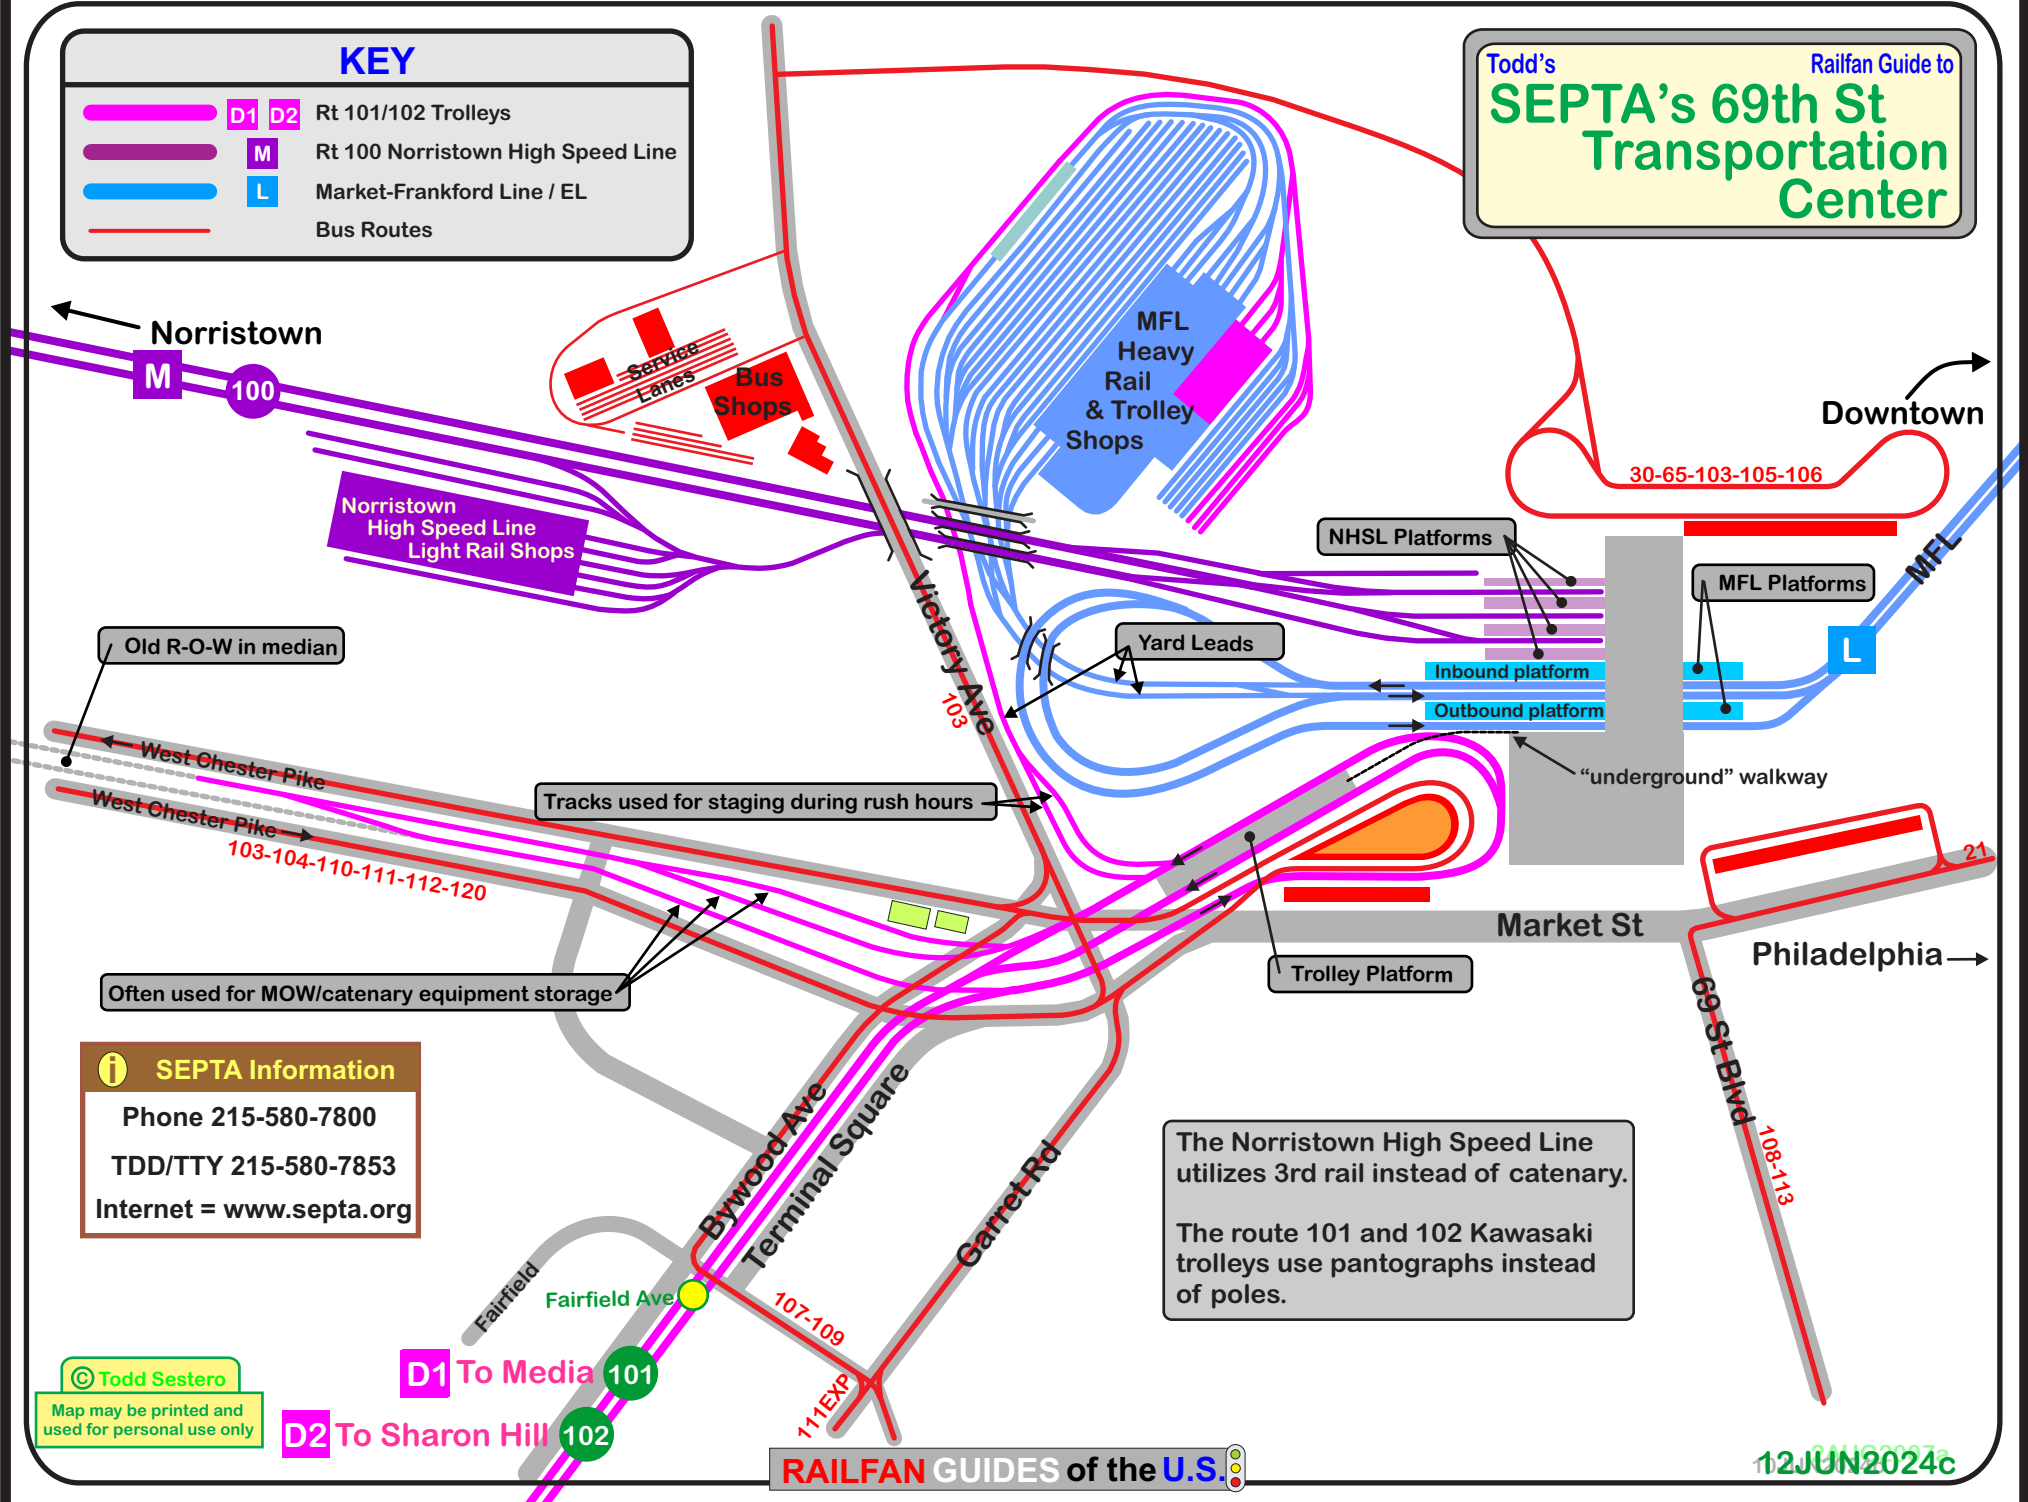 KEY
D1 D2 Rt 101/102 Trolleys
M Rt 100 Norristown High Speed Line
L Market-Frankford Line / EL
Bus Routes
Todd's Railfan Guide to
SEPTA's 69th St
Transportation
Center
Norristown
M
100
Service
Lanes
Bus
Shops
MFL
Heavy
Rail
& Trolley
Shops
Downtown
30-65-103-105-106
Norristown
High Speed Line
Light Rail Shops
NHSL Platforms
MFL
MFL Platforms
Old R-O-W in median
Victory Ave
103
Yard Leads
L
Inbound platform
Outbound platform
West Chester Pike
West Chester Pike
103-104-110-111-112-120
Tracks used for staging during rush hours
"underground" walkway
21
Market St
Philadelphia
Trolley Platform
Often used for MOW/catenary equipment storage
69 St Blvd
108-113
i SEPTA Information
Phone 215-580-7800
TDD/TTY 215-580-7853
Internet = www.septa.org
Bywood Ave
Terminal Square
Garret Rd
The Norristown High Speed Line
utilizes 3rd rail instead of catenary.
The route 101 and 102 Kawasaki
trolleys use pantographs instead
of poles.
Fairfield
Fairfield Ave
107-109
111EXP
D1 To Media 101
D2 To Sharon Hill 102
© Todd Sestero
Map may be printed and
used for personal use only
RAILFAN GUIDES of the U.S.
12JUN2024c